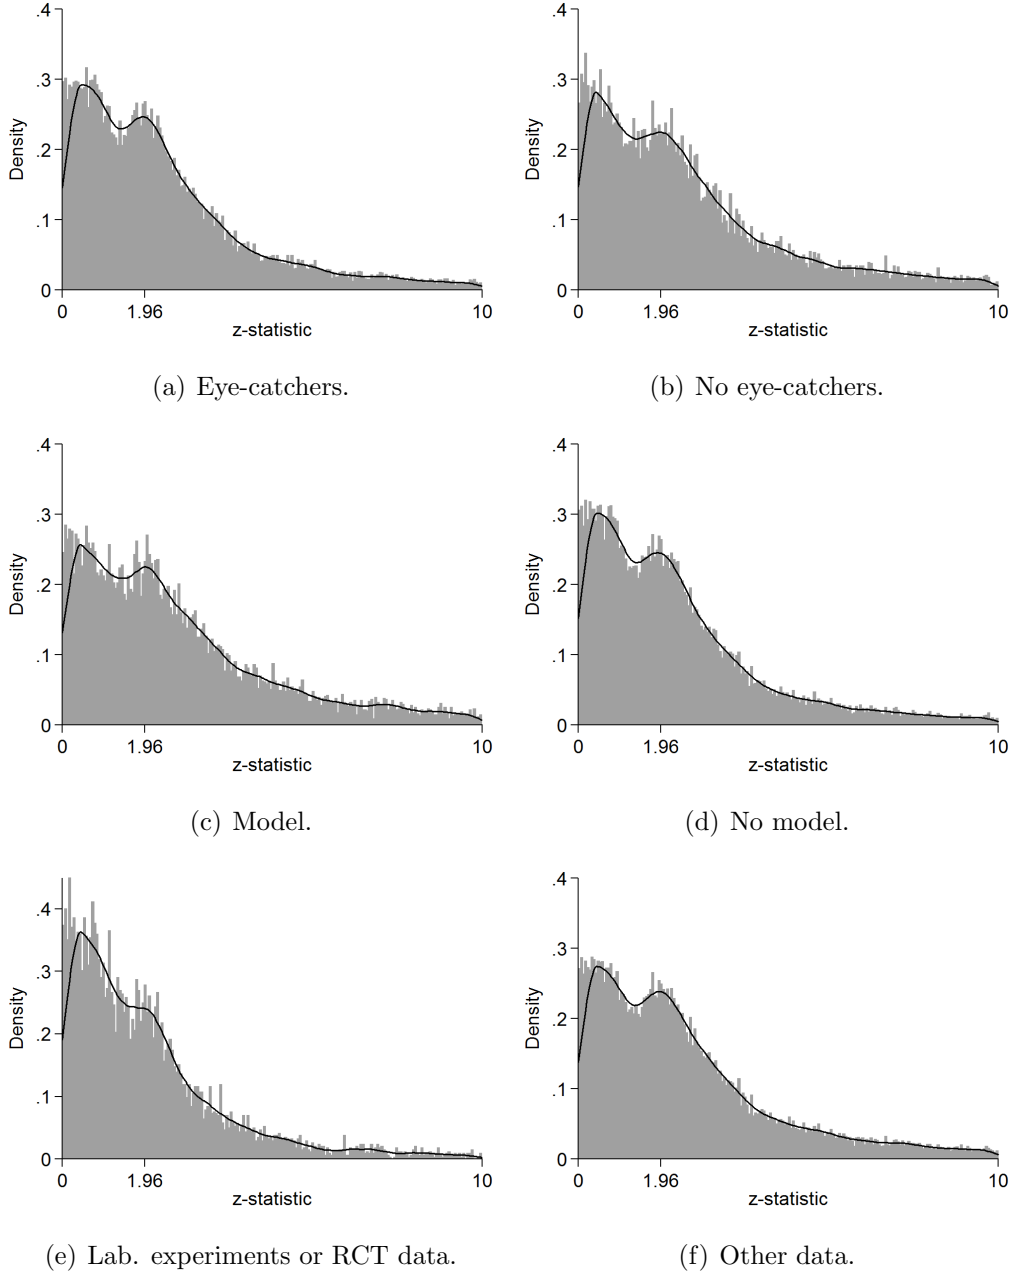 .4
.4
.3
.3
Density
Density
.2
.2
.1
.1
0
0
0 1.96 10
0 1.96 10
z-statistic
z-statistic
(a) Eye-catchers.
(b) No eye-catchers.
.4
.4
.3
.3
Density
Density
.2
.2
.1
.1
0
0
0 1.96 10
0 1.96 10
z-statistic
z-statistic
(c) Model.
(d) No model.
.4
.4
.3
.3
Density
Density
.2
.2
.1
.1
0
0
0 1.96 10
0 1.96 10
z-statistic
z-statistic
(e) Lab. experiments or RCT data.
(f) Other data.